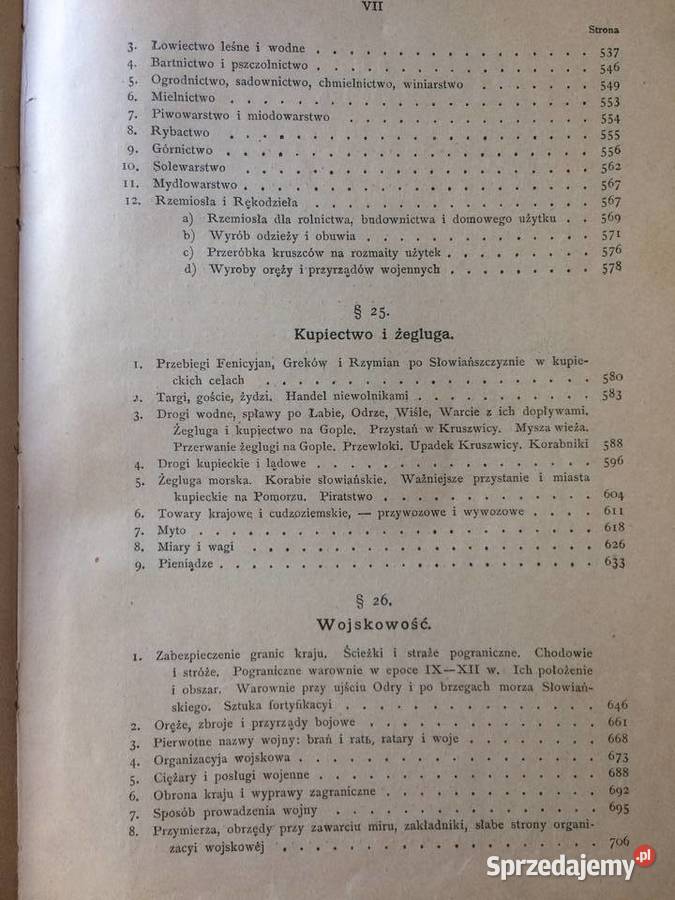 VII
Strona
3. Łowiectwo leśne i wodne . . . . . . . . . . . . . . . . 537
4. Bartnictwo i pszczolnictwo . . . . . . . . . . . . . . . . 546
5. Ogrodnictwo, sadownictwo, chmielnictwo, winiarstwo . . . . . . 549
6. Mielnictwo . . . . . . . . . . . . . . . . . . . . 553
7. Piwowarstwo i miodowarstwo . . . . . . . . . . . . . . 554
8. Rybactwo . . . . . . . . . . . . . . . . . . . . 555
9. Górnictwo . . . . . . . . . . . . . . . . . . . . 556
10. Solewarstwo . . . . . . . . . . . . . . . . . . . 562
11. Mydlowarstwo . . . . . . . . . . . . . . . . . . . 567
12. Rzemiosła i Rękodzieła . . . . . . . . . . . . . . . . 567
a) Rzemiosła dla rolnictwa, budownictwa i domowego użytku . . 569
b) Wyrób odzieży i obuwia . . . . . . . . . . . . . 571
c) Przeróbka kruszców na rozmaity użytek . . . . . . . . . 576
d) Wyroby oręży i przyrządów wojennych . . . . . . . . . 578
§ 25.
Kupiectwo i żegluga.
1. Przebiegi Fenicyjan, Greków i Rzymian po Słowiańszczyznie w kupie-
ckich celach . . . . . . . . . . . . . . . . . . 580
2. Targi, goście, żydzi. Handel niewolnikami . . . . . . . . . . 583
3. Drogi wodne, spławy po Łabie, Odrze, Wiśle, Warcie z ich dopływami.
Żegluga i kupiectwo na Gople. Przystań w Kruszwicy. Mysza wieża.
Przerwanie żeglugi na Gople. Przewłoki. Upadek Kruszwicy. Korabniki 588
4. Drogi kupieckie i lądowe . . . . . . . . . . . . . . . . 596
5. Żegluga morska. Korabie słowiańskie. Ważniejsze przystanie i miasta
kupieckie na Pomorzu. Piratstwo . . . . . . . . . . . . 604
6. Towary krajowe i cudzoziemskie, — przywozowe i wywozowe . . . . 611
7. Myto . . . . . . . . . . . . . . . . . . . . . . 618
8. Miary i wagi . . . . . . . . . . . . . . . . . . . 626
9. Pieniądze . . . . . . . . . . . . . . . . . . . . . 633
§ 26.
Wojskowość.
1. Zabezpieczenie granic kraju. Ścieżki i straże pograniczne. Chodowie
i stróże. Pograniczne warownie w epoce IX—XII w. Ich położenie
i obszar. Warownie przy ujściu Odry i po brzegach morza Słowiań-
skiego. Sztuka fortyfikacyi . . . . . . . . . . . . . . 646
2. Oręże, zbroje i przyrządy bojowe . . . . . . . . . . . . . 661
3. Pierwotne nazwy wojny: brań i ratь, ratary i woje . . . . . . . 668
4. Organizacyja wojskowa . . . . . . . . . . . . . . . . 673
5. Ciężary i posługi wojenne . . . . . . . . . . . . . . . 688
6. Obrona kraju i wyprawy zagraniczne . . . . . . . . . . . . 692
7. Sposób prowadzenia wojny . . . . . . . . . . . . . . . 695
8. Przymierza, obrzędy przy zawarciu miru, zakładniki, słabe strony organi-
zacyi wojskowéj . . . . . . . . . . . . . . . . . 706
Sprzedajemy.pl